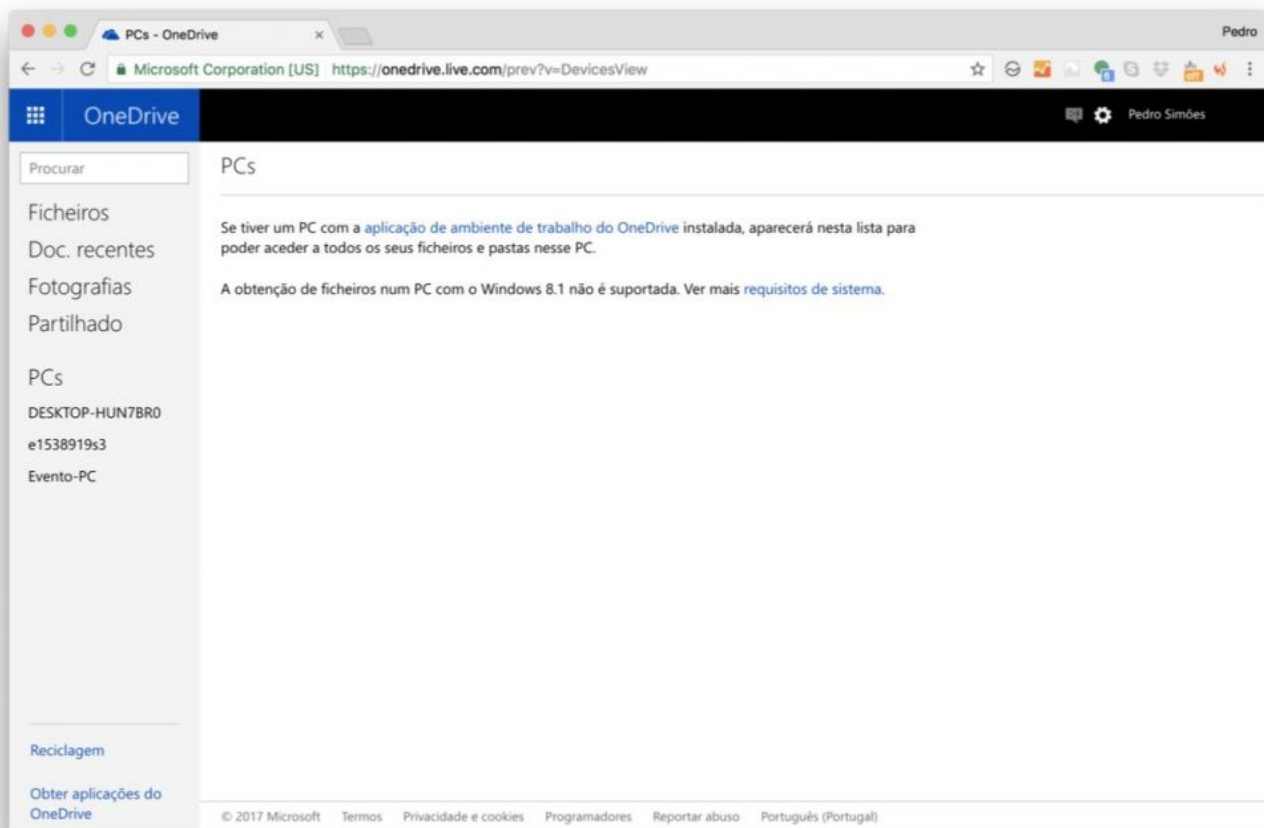 PCs - OneDrive
Pedro
Microsoft Corporation [US] https://onedrive.live.com/prev?v=DevicesView
OneDrive
Pedro Simões
Procurar
Ficheiros
Doc. recentes
Fotografias
Partilhado
PCs
DESKTOP-HUN7BR0
e1538919s3
Evento-PC
Reciclagem
Obter aplicações do
OneDrive
PCs
Se tiver um PC com a aplicação de ambiente de trabalho do OneDrive instalada, aparecerá nesta lista para
poder aceder a todos os seus ficheiros e pastas nesse PC.
A obtenção de ficheiros num PC com o Windows 8.1 não é suportada. Ver mais requisitos de sistema.
© 2017 Microsoft Termos Privacidade e cookies Programadores Reportar abuso Português (Portugal)